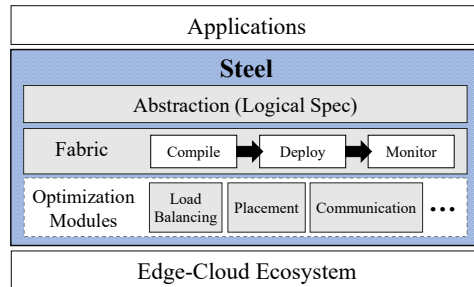 Applications
Steel
Abstraction (Logical Spec)
Fabric
Compile
Deploy
Monitor
Optimization
Modules
Load
Balancing
Placement
Communication
•••
Edge-Cloud Ecosystem